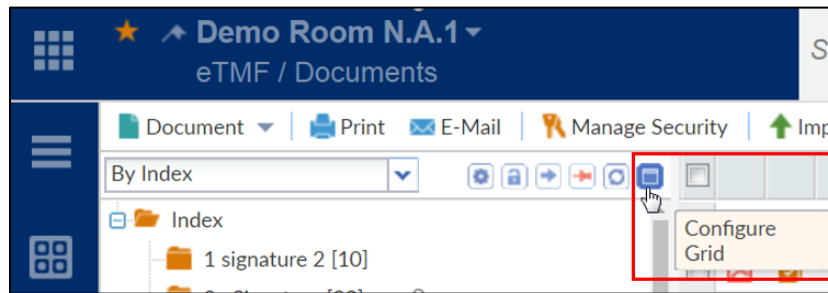 Demo Room N.A.1
eTMF / Documents
S
Document Print E-Mail Manage Security Imp
By Index
Configure
Grid
Index
1 signature 2 [10]